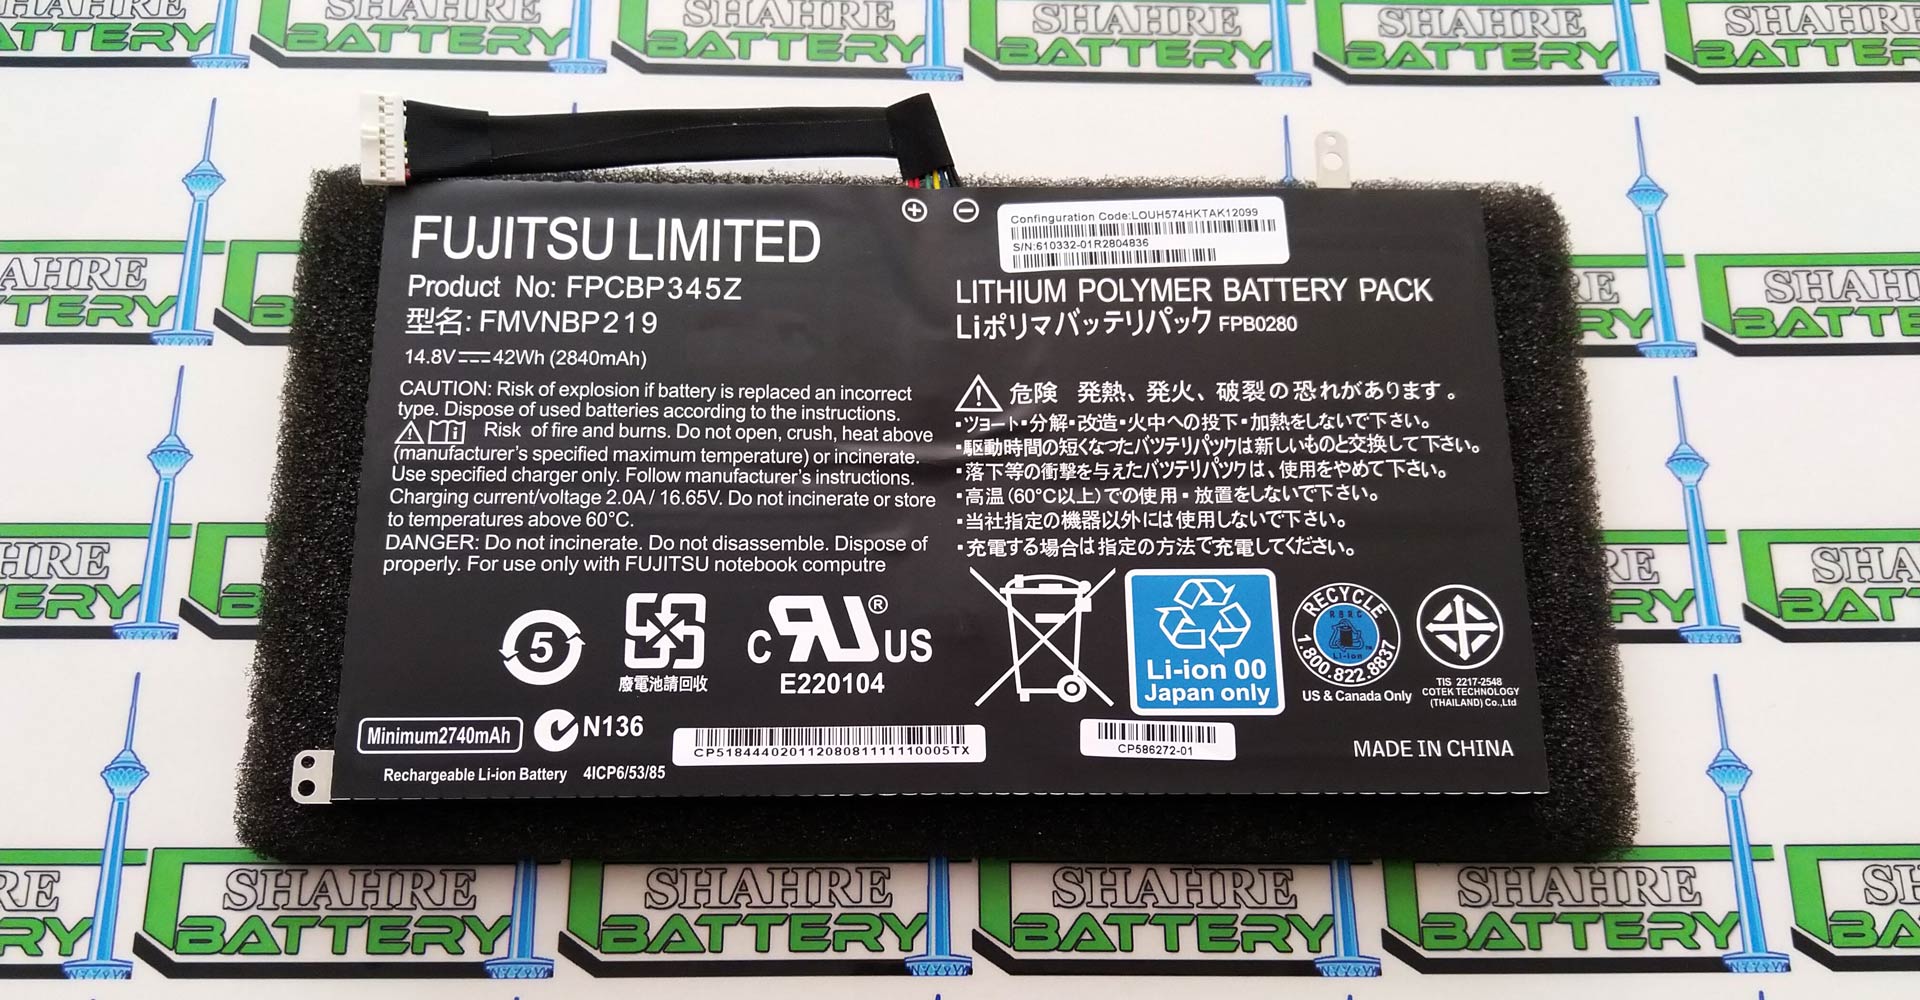 SHAHRE
BATTERY
FUJITSU LIMITED
Product No: FPCBP345Z
型名: FMVNBP219
14.8V 42Wh (2840mAh)
CAUTION: Risk of explosion if battery is replaced an incorrect
type. Dispose of used batteries according to the instructions.
Risk of fire and burns. Do not open, crush, heat above
(manufacturer's specified maximum temperature) or incinerate.
Use specified charger only. Follow manufacturer's instructions.
Charging current/voltage 2.0A / 16.65V. Do not incinerate or store
to temperatures above 60°C.
DANGER: Do not incinerate. Do not disassemble. Dispose of
properly. For use only with FUJITSU notebook computre
+ −
Confinguration Code:LOUH574HKTAK12099
S/N:610332-01R2804836
LITHIUM POLYMER BATTERY PACK
Liポリマバッテリパック FPB0280
危険 発熱、発火、破裂の恐れがあります。
・ツョート・分解・改造・火中への投下・加熱をしないで下さい。
・駆動時間の短くなつたバツテリパツクは新しいものと交換して下さい。
・落下等の衝撃を与えたバツテリパツクは、使用をやめて下さい。
・高温(60°C以上)での使用・放置をしないで下さい。
・当社指定の機器以外には使用しないで下さい。
・充電する場合は指定の方法で充電してください。
5
廢電池請回收
C RU US ®
E220104
Li-ion 00
Japan only
RECYCLE
RBRC
Li-ion
1.800.822.8837
US & Canada Only
TIS 2217-2548
COTEK TECHNOLOGY
(THAILAND) Co.,Ltd
Minimum2740mAh
N136
CP5184440201120808111111 0005TX
CP586272-01
MADE IN CHINA
Rechargeable Li-ion Battery 4ICP6/53/85
SHAHRE
BATTERY